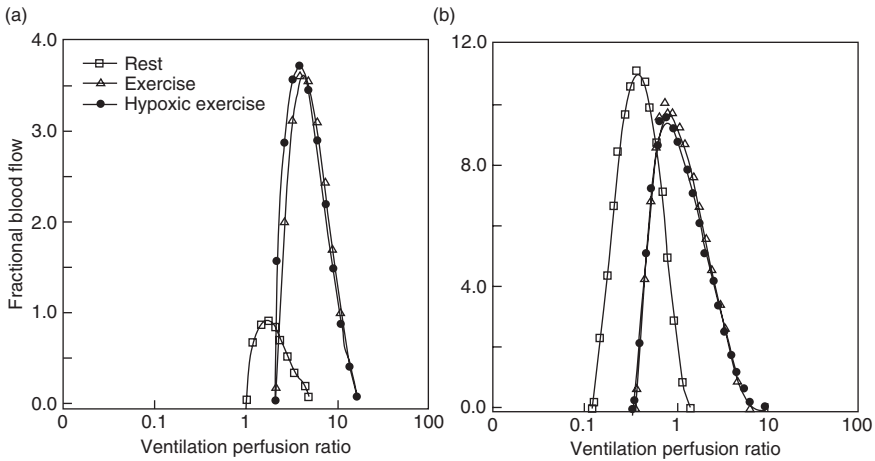 (a)
4.0
3.0
2.0
1.0
0.0
Fractional blood flow
Rest
Exercise
Hypoxic exercise
0 0.1 1 10 100
Ventilation perfusion ratio
(b)
12.0
8.0
4.0
0.0
0 0.1 1 10 100
Ventilation perfusion ratio